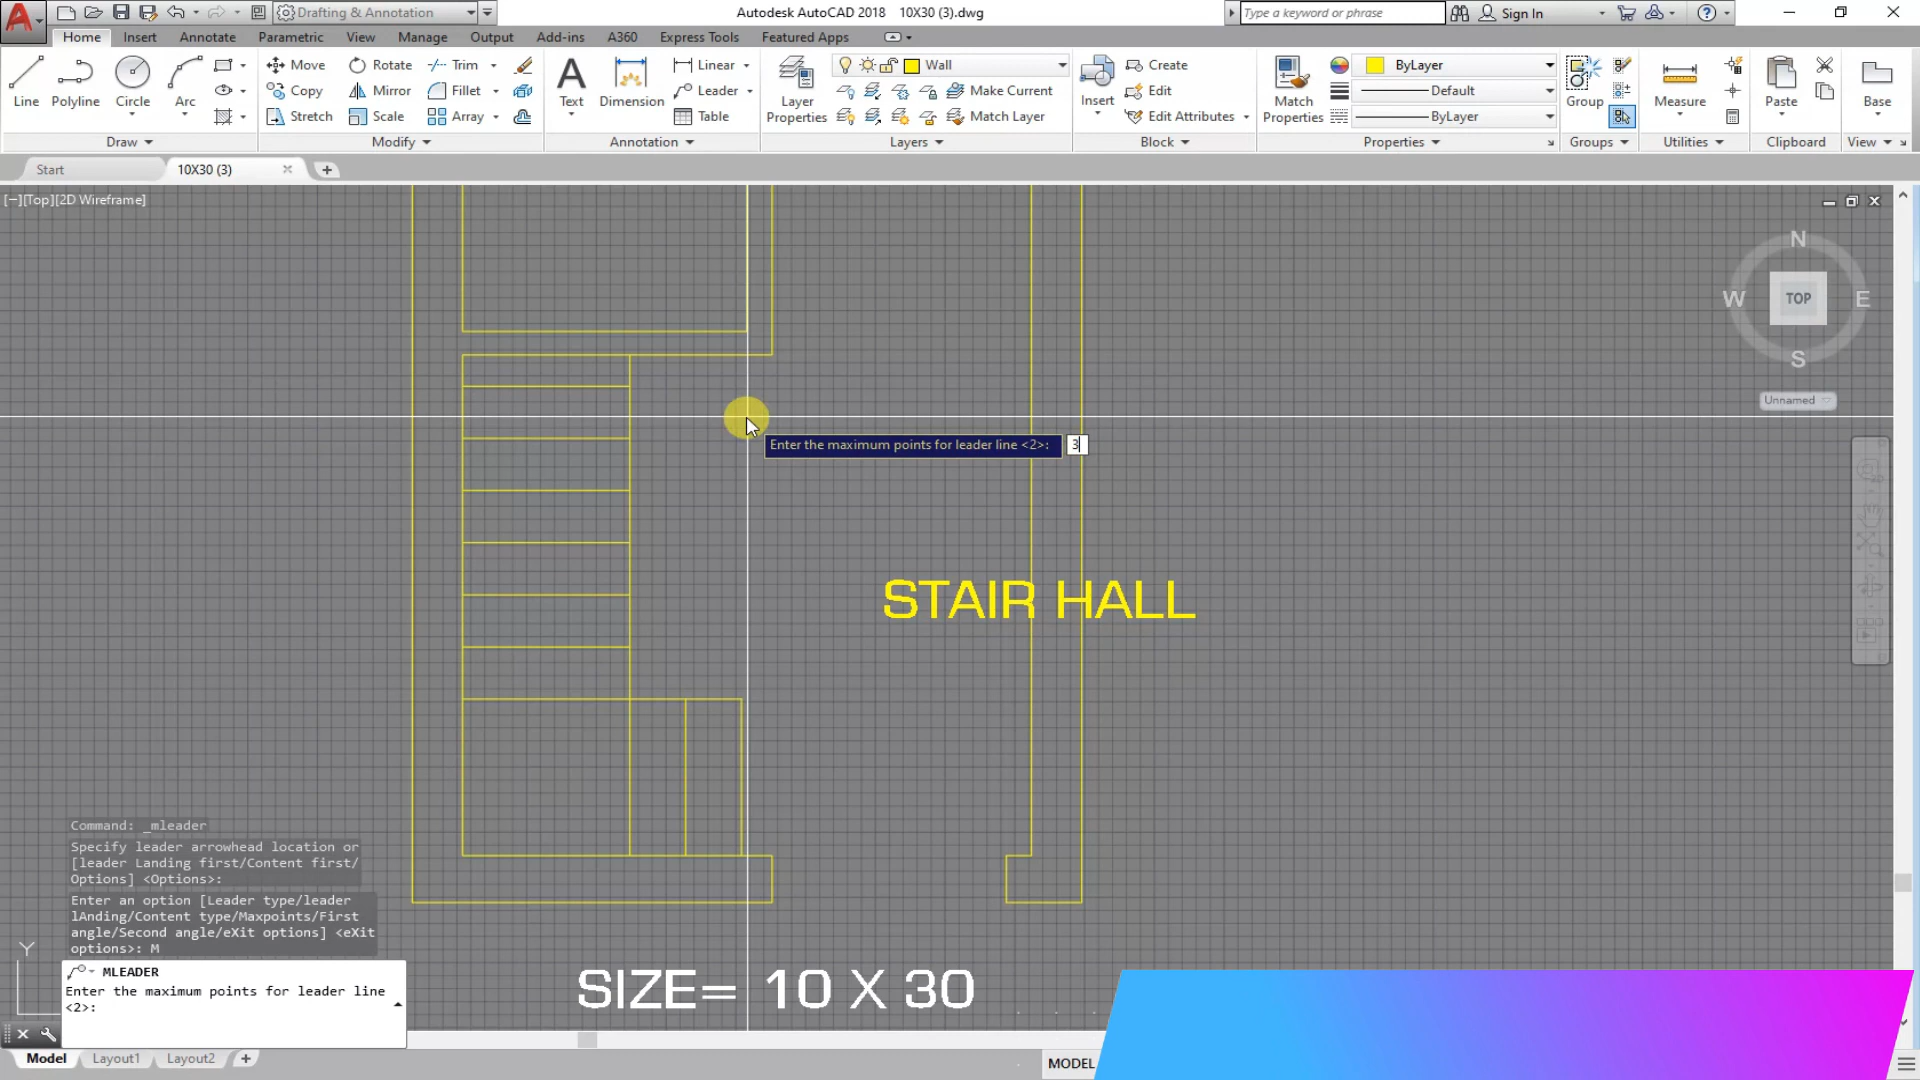 Drafting & Annotation
Autodesk AutoCAD 2018 10X30 (3).dwg
Type a keyword or phrase
Sign In
Home Insert Annotate Parametric View Manage Output Add-ins A360 Express Tools Featured Apps
Line Polyline Circle Arc
Move Rotate Trim
Copy Mirror Fillet
Stretch Scale Array
Text Dimension
Linear
Leader
Table
Layer Properties
Wall
Make Current
Match Layer
Insert
Create
Edit
Edit Attributes
Match Properties
ByLayer
Default
ByLayer
Group
Measure
Paste
Base
Draw Modify Annotation Layers Block Properties Groups Utilities Clipboard View
Start 10X30 (3)
[−][Top][2D Wireframe]
N
W TOP E
S
Unnamed
Enter the maximum points for leader line <2>: 3
STAIR HALL
Command: _mleader
Specify leader arrowhead location or
[leader Landing first/Content first/
Options] <Options>:
Enter an option [Leader type/leader
lAnding/Content type/Maxpoints/First
angle/Second angle/eXit options] <eXit
options>: M
Y
MLEADER
Enter the maximum points for leader line
<2>:
SIZE= 10 X 30
Model Layout1 Layout2
MODEL